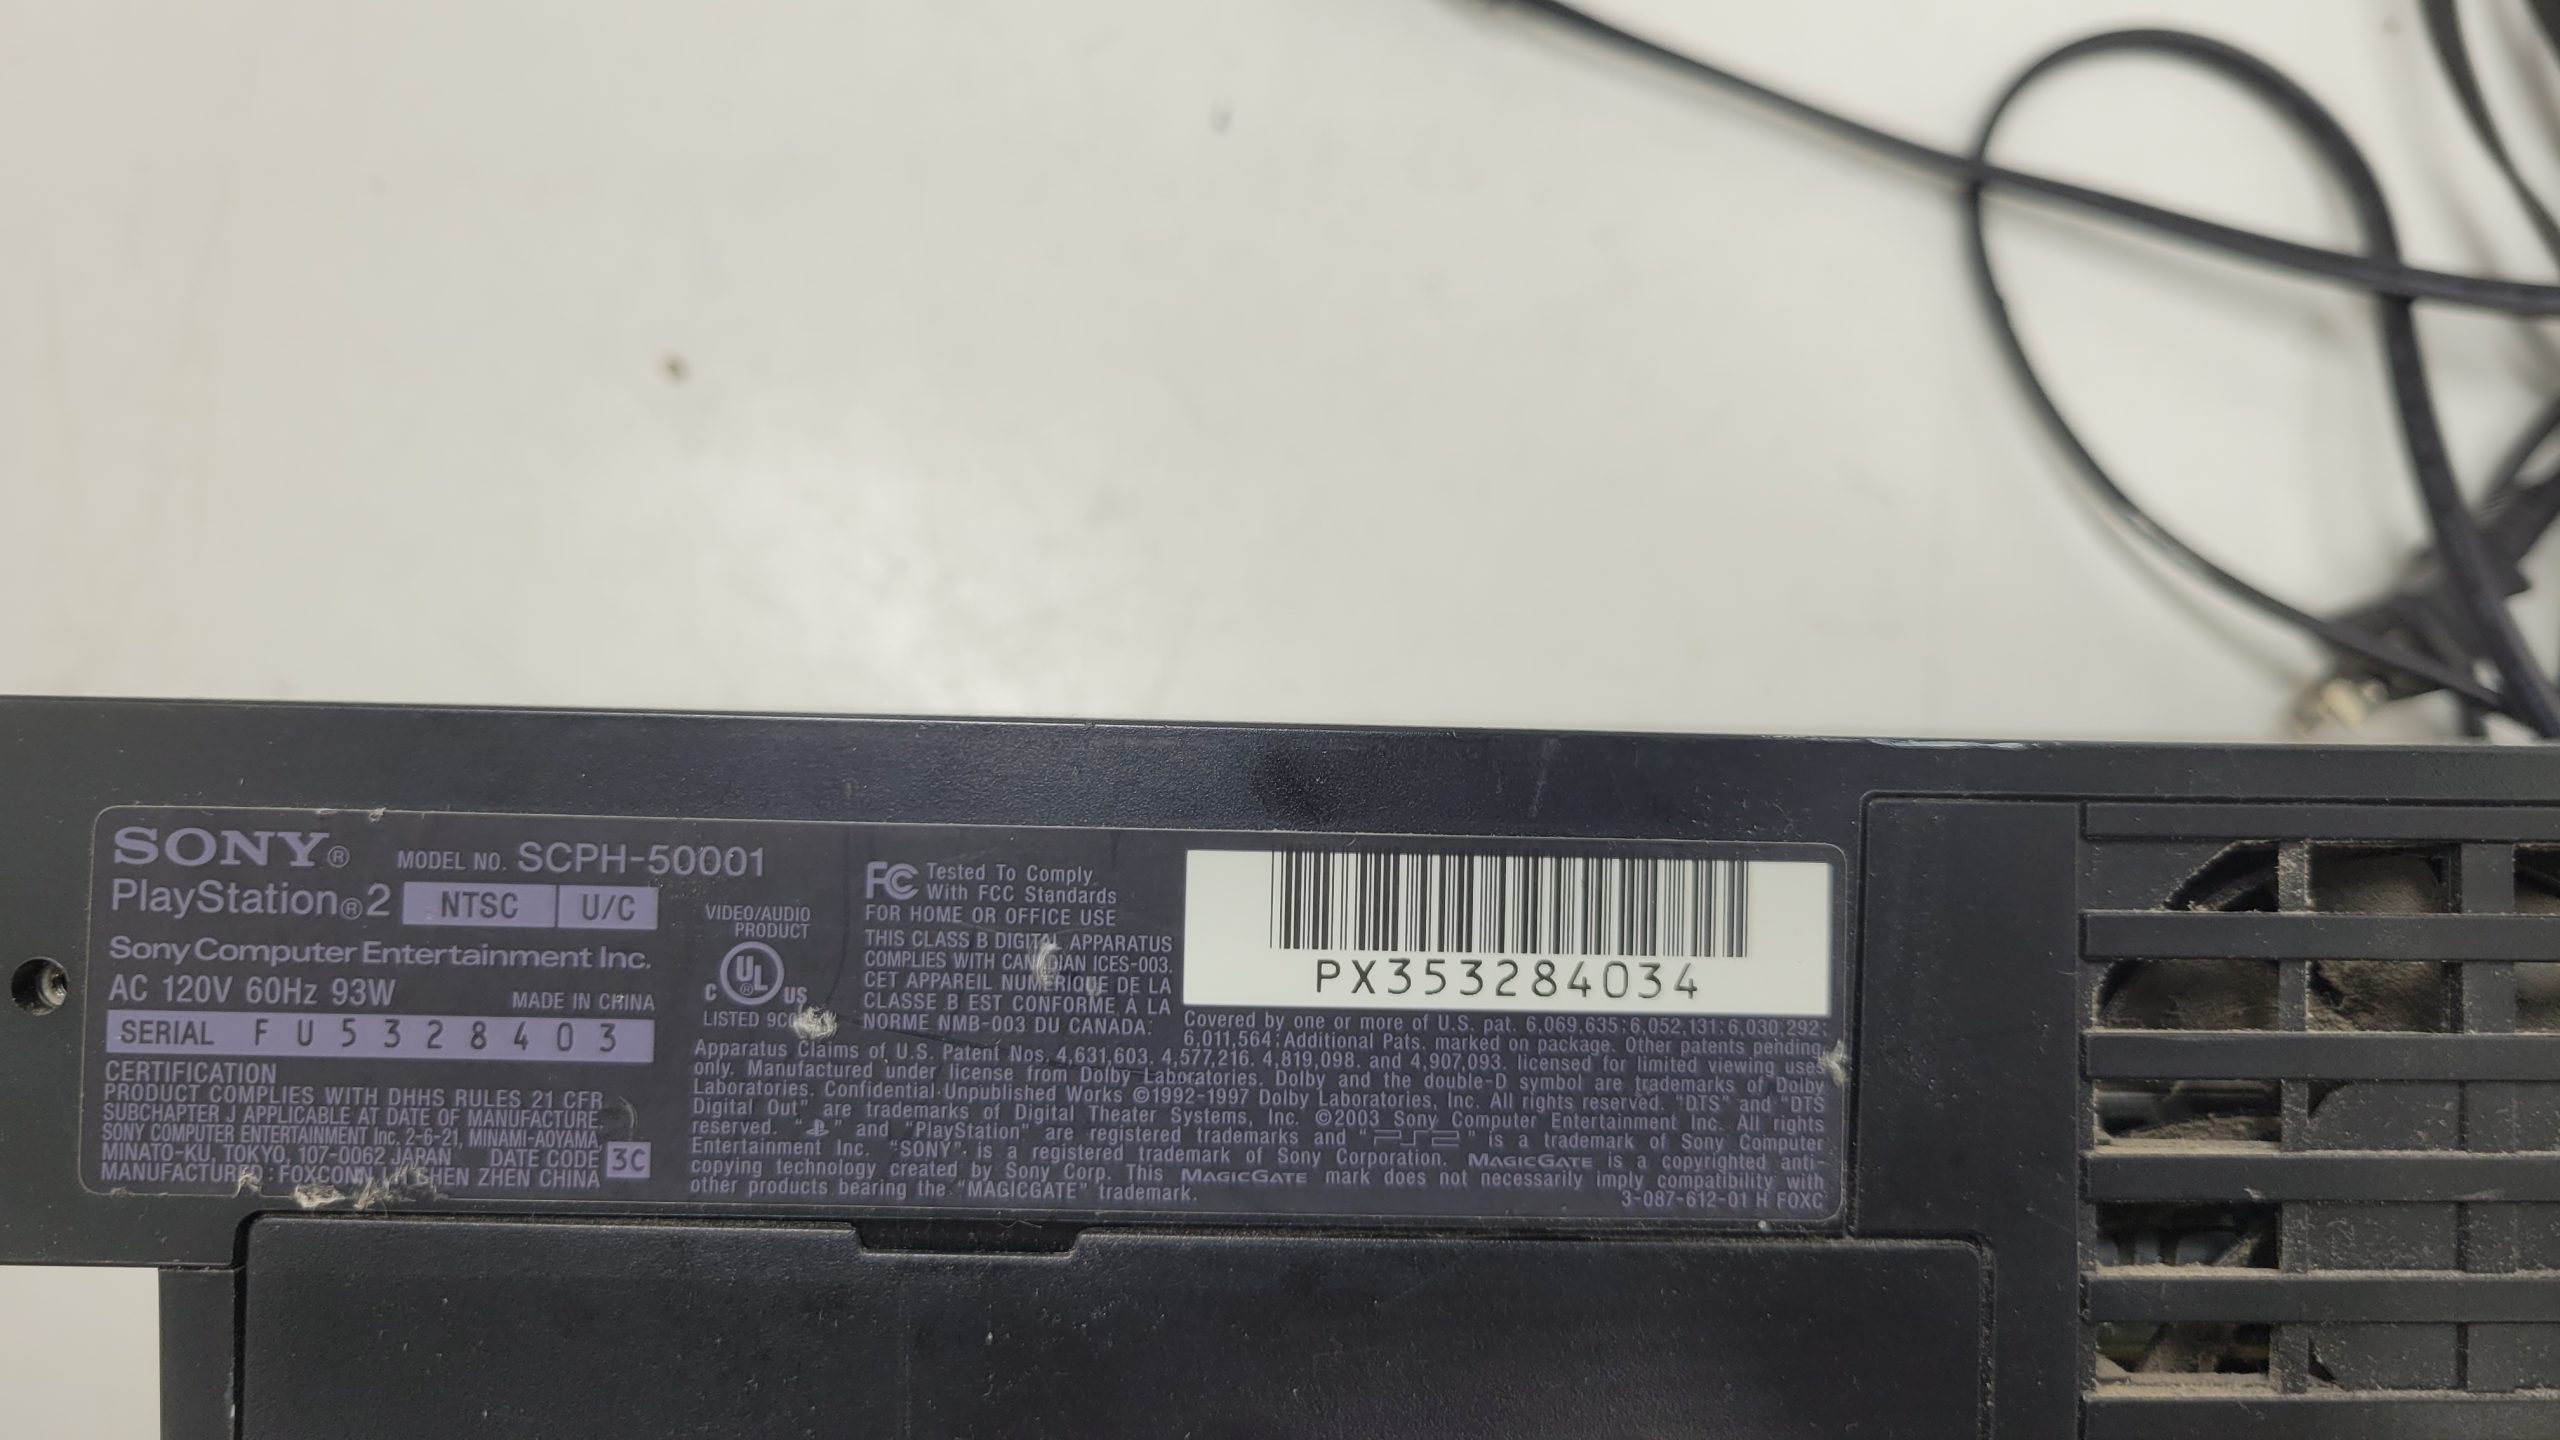 SONY®
MODEL NO. SCPH-50001
PlayStation®2 NTSC U/C
Sony Computer Entertainment Inc.
AC 120V 60Hz 93W MADE IN CHINA
SERIAL F U 5 3 2 8 4 0 3
CERTIFICATION
PRODUCT COMPLIES WITH DHHS RULES 21 CFR
SUBCHAPTER J APPLICABLE AT DATE OF MANUFACTURE.
SONY COMPUTER ENTERTAINMENT Inc. 2-6-21, MINAMI-AOYAMA,
MINATO-KU, TOKYO, 107-0062 JAPAN DATE CODE 3C
FOXCONN SHEN ZHEN CHINA
VIDEO/AUDIO
PRODUCT
C UL® US
LISTED
FC Tested To Comply
With FCC Standards
FOR HOME OR OFFICE USE
THIS CLASS B DIGITAL APPARATUS
COMPLIES WITH CANADIAN ICES-003.
CET APPAREIL NUMÉRIQUE DE LA
CLASSE B EST CONFORME À LA
NORME NMB-003 DU CANADA.
PX353284034
Covered by one or more of U.S. pat. 6,069,635; 6,052,131; 6,030,292;
6,011,564; Additional Pats. marked on package. Other patents pending.
Apparatus Claims of U.S. Patent Nos. 4,631,603, 4,577,216, 4,819,098, and 4,907,093. licensed for limited viewing uses
only. Manufactured under license from Dolby Laboratories. Dolby and the double-D symbol are trademarks of Dolby
Laboratories. Confidential Unpublished Works ©1992-1997 Dolby Laboratories, Inc. All rights reserved. "DTS" and "DTS
Digital Out" are trademarks of Digital Theater Systems, Inc. ©2003 Sony Computer Entertainment Inc. All rights
reserved. " " and "PlayStation" are registered trademarks and "PS2" is a trademark of Sony Computer
Entertainment Inc. "SONY" is a registered trademark of Sony Corporation. MAGICGATE is a copyrighted anti-
copying technology created by Sony Corp. This MAGICGATE mark does not necessarily imply compatibility with
other products bearing the "MAGICGATE" trademark.
3-087-612-01 H FOXC